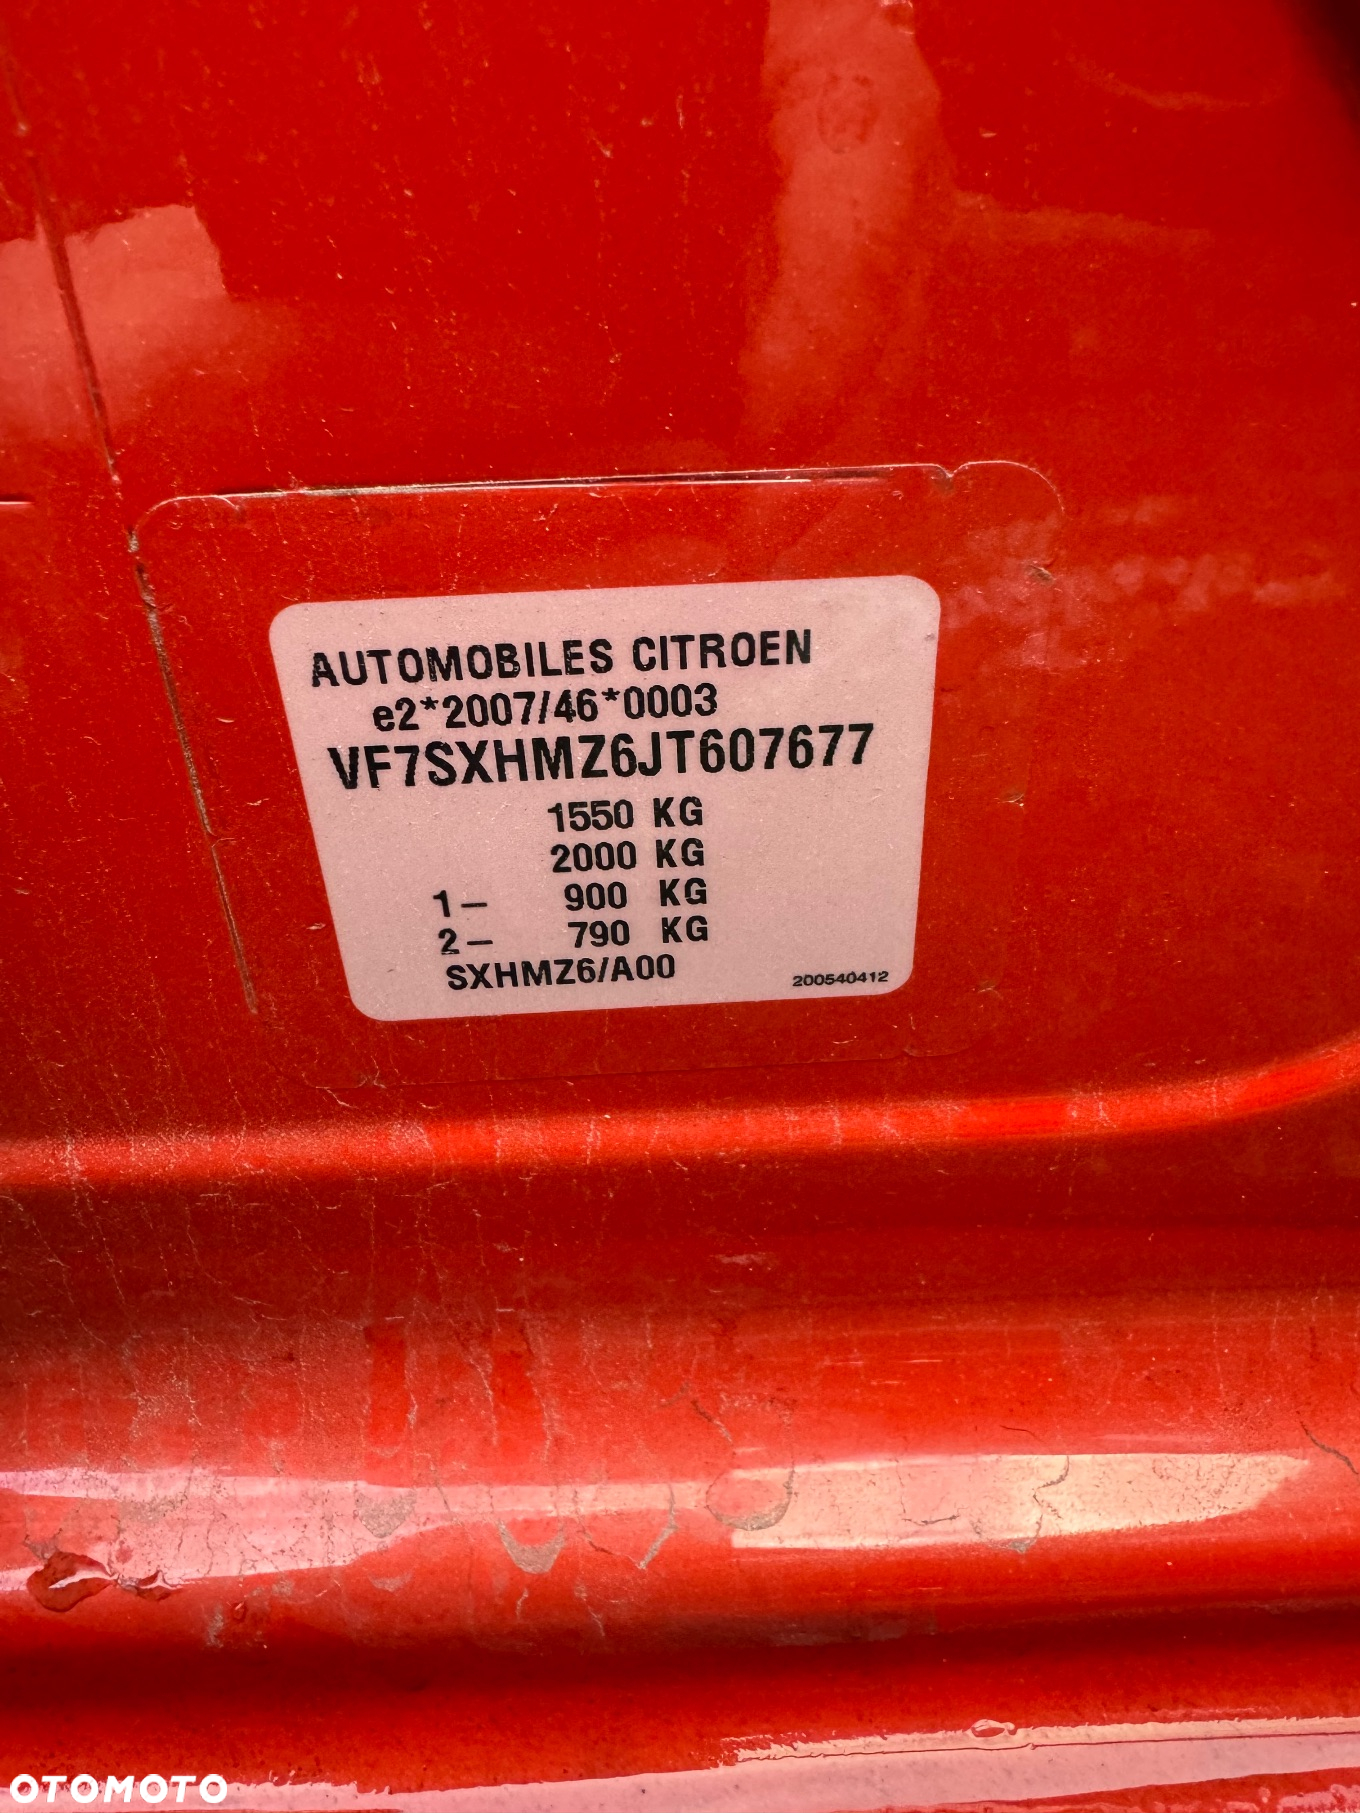 AUTOMOBILES CITROEN
e2*2007/46*0003
VF7SXHMZ6JT607677
1550 KG
2000 KG
1– 900 KG
2– 790 KG
SXHMZ6/A00
200540412
OTOMOTO